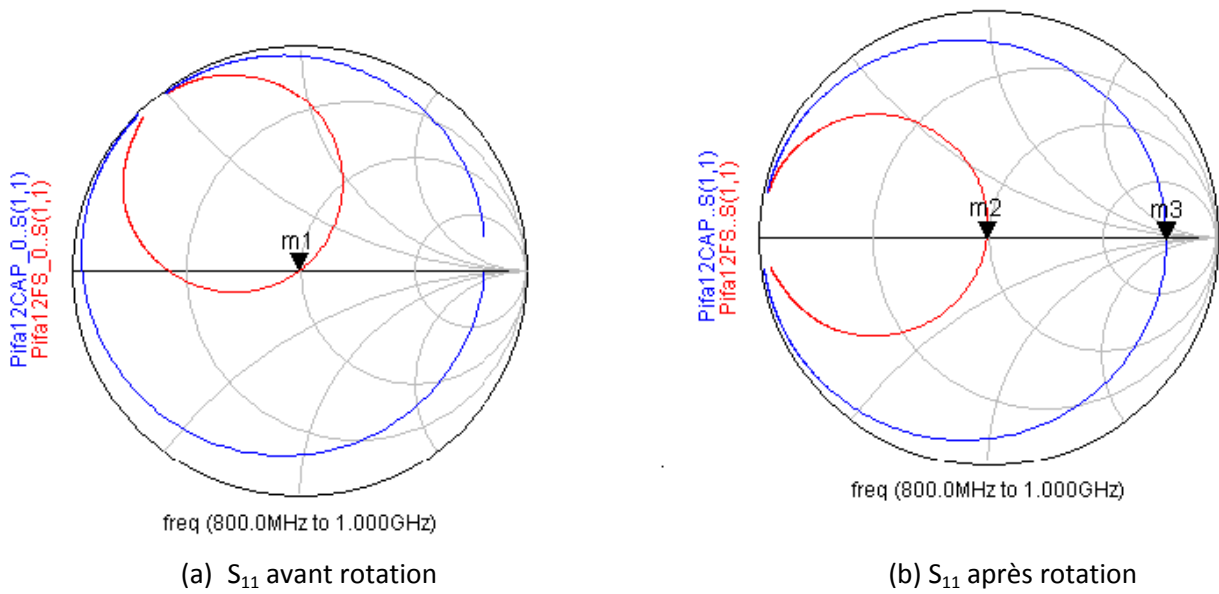 Pifa12CAP_0..S(1,1)
Pifa12FS_0..S(1,1)
m1
freq (800.0MHz to 1.000GHz)
(a) S₁₁ avant rotation
Pifa12CAP..S(1,1)
Pifa12FS..S(1,1)
m2
m3
freq (800.0MHz to 1.000GHz)
(b) S₁₁ après rotation